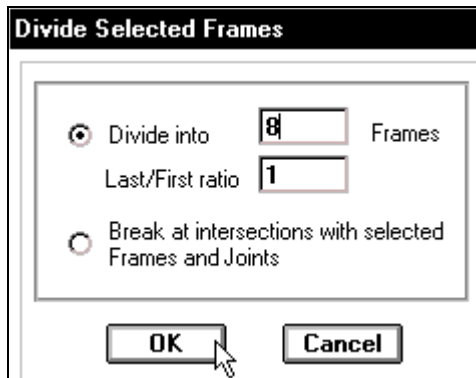 Divide Selected Frames
Divide into 8 Frames
Last/First ratio 1
Break at intersections with selected
Frames and Joints
OK Cancel